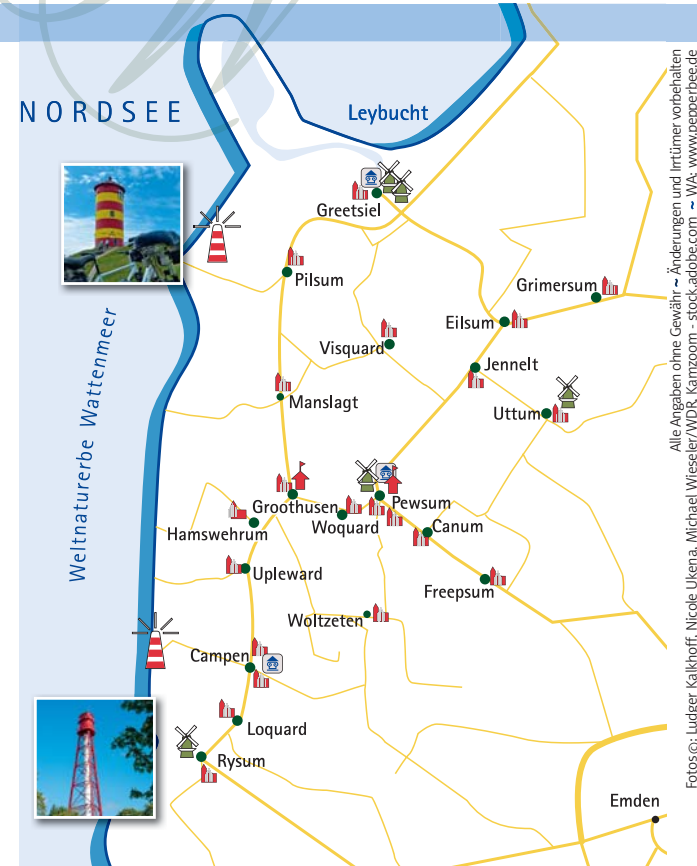 NORDSEE
Leybucht
Greetsiel
Pilsum
Grimersum
Eilsum
Visquard
Jennelt
Manslagt
Uttum
Groothusen
Pewsum
Woquard
Hamswehrum
Canum
Upleward
Freepsum
Woltzeten
Campen
Loquard
Rysum
Emden
Weltnaturerbe Wattenmeer
Alle Angaben ohne Gewähr ~ Änderungen und Irrtümer vorbehalten
Fotos©: Ludger Kalkhoff, Nicole Ukena, Michael Wieseler/WDR, Kamzoom - stock.adobe.com ~ WA: www.pepperbee.de